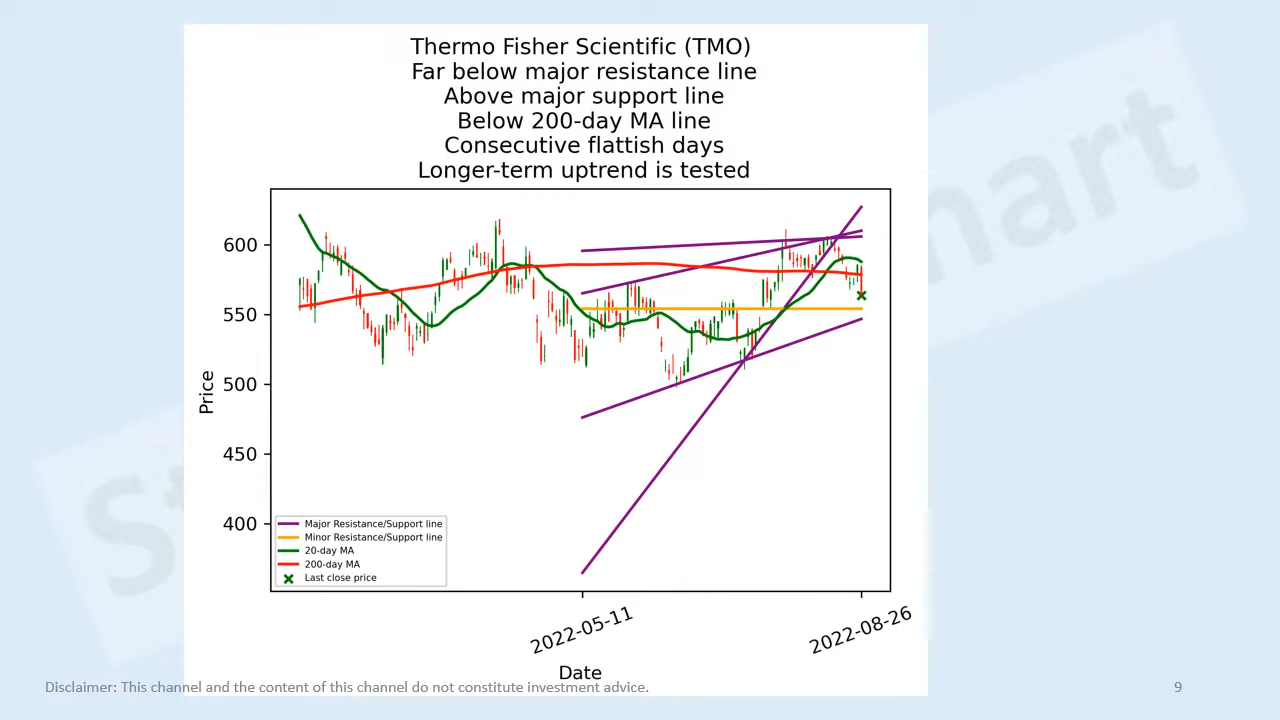 Thermo Fisher Scientific (TMO)
Far below major resistance line
Above major support line
Below 200-day MA line
Consecutive flattish days
Longer-term uptrend is tested
600
550
500
450
400
Price
Major Resistance/Support line
Minor Resistance/Support line
20-day MA
200-day MA
Last close price
2022-05-11
2022-08-26
Date
Disclaimer: This channel and the content of this channel do not constitute investment advice.
9